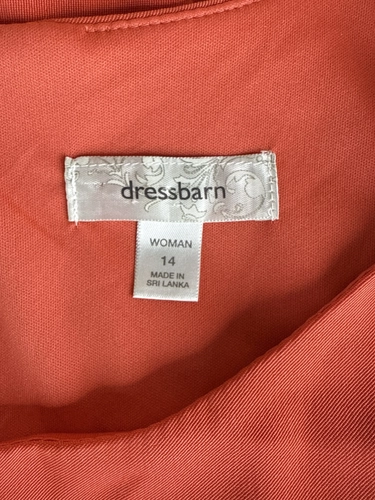 dressbarn
WOMAN
14
MADE IN
SRI LANKA